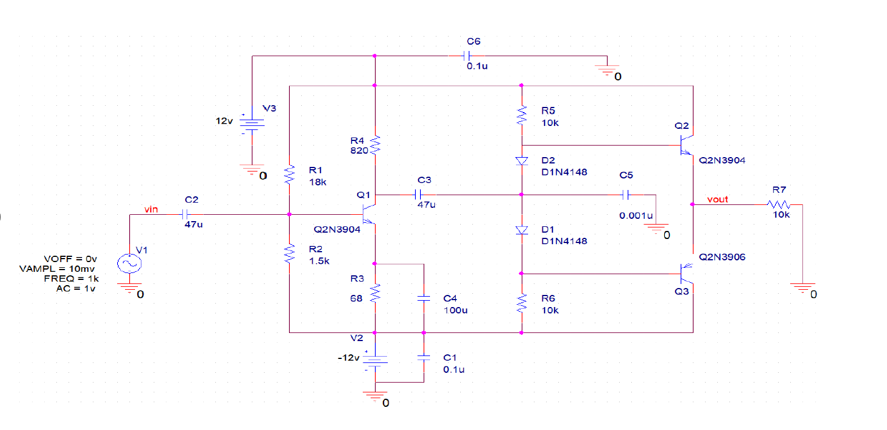 C6
0.1u
0
V3
12v
0
R5
10k
Q2
Q2N3904
R4
820
R1
18k
D2
D1N4148
Q1
C3
47u
C5
0.001u
0
vout
R7
10k
0
vin
C2
47u
Q2N3904
R2
1.5k
D1
D1N4148
V1
VOFF = 0v
VAMPL = 10mv
FREQ = 1k
AC = 1v
0
Q2N3906
Q3
R3
68
C4
100u
R6
10k
V2
-12v
C1
0.1u
0